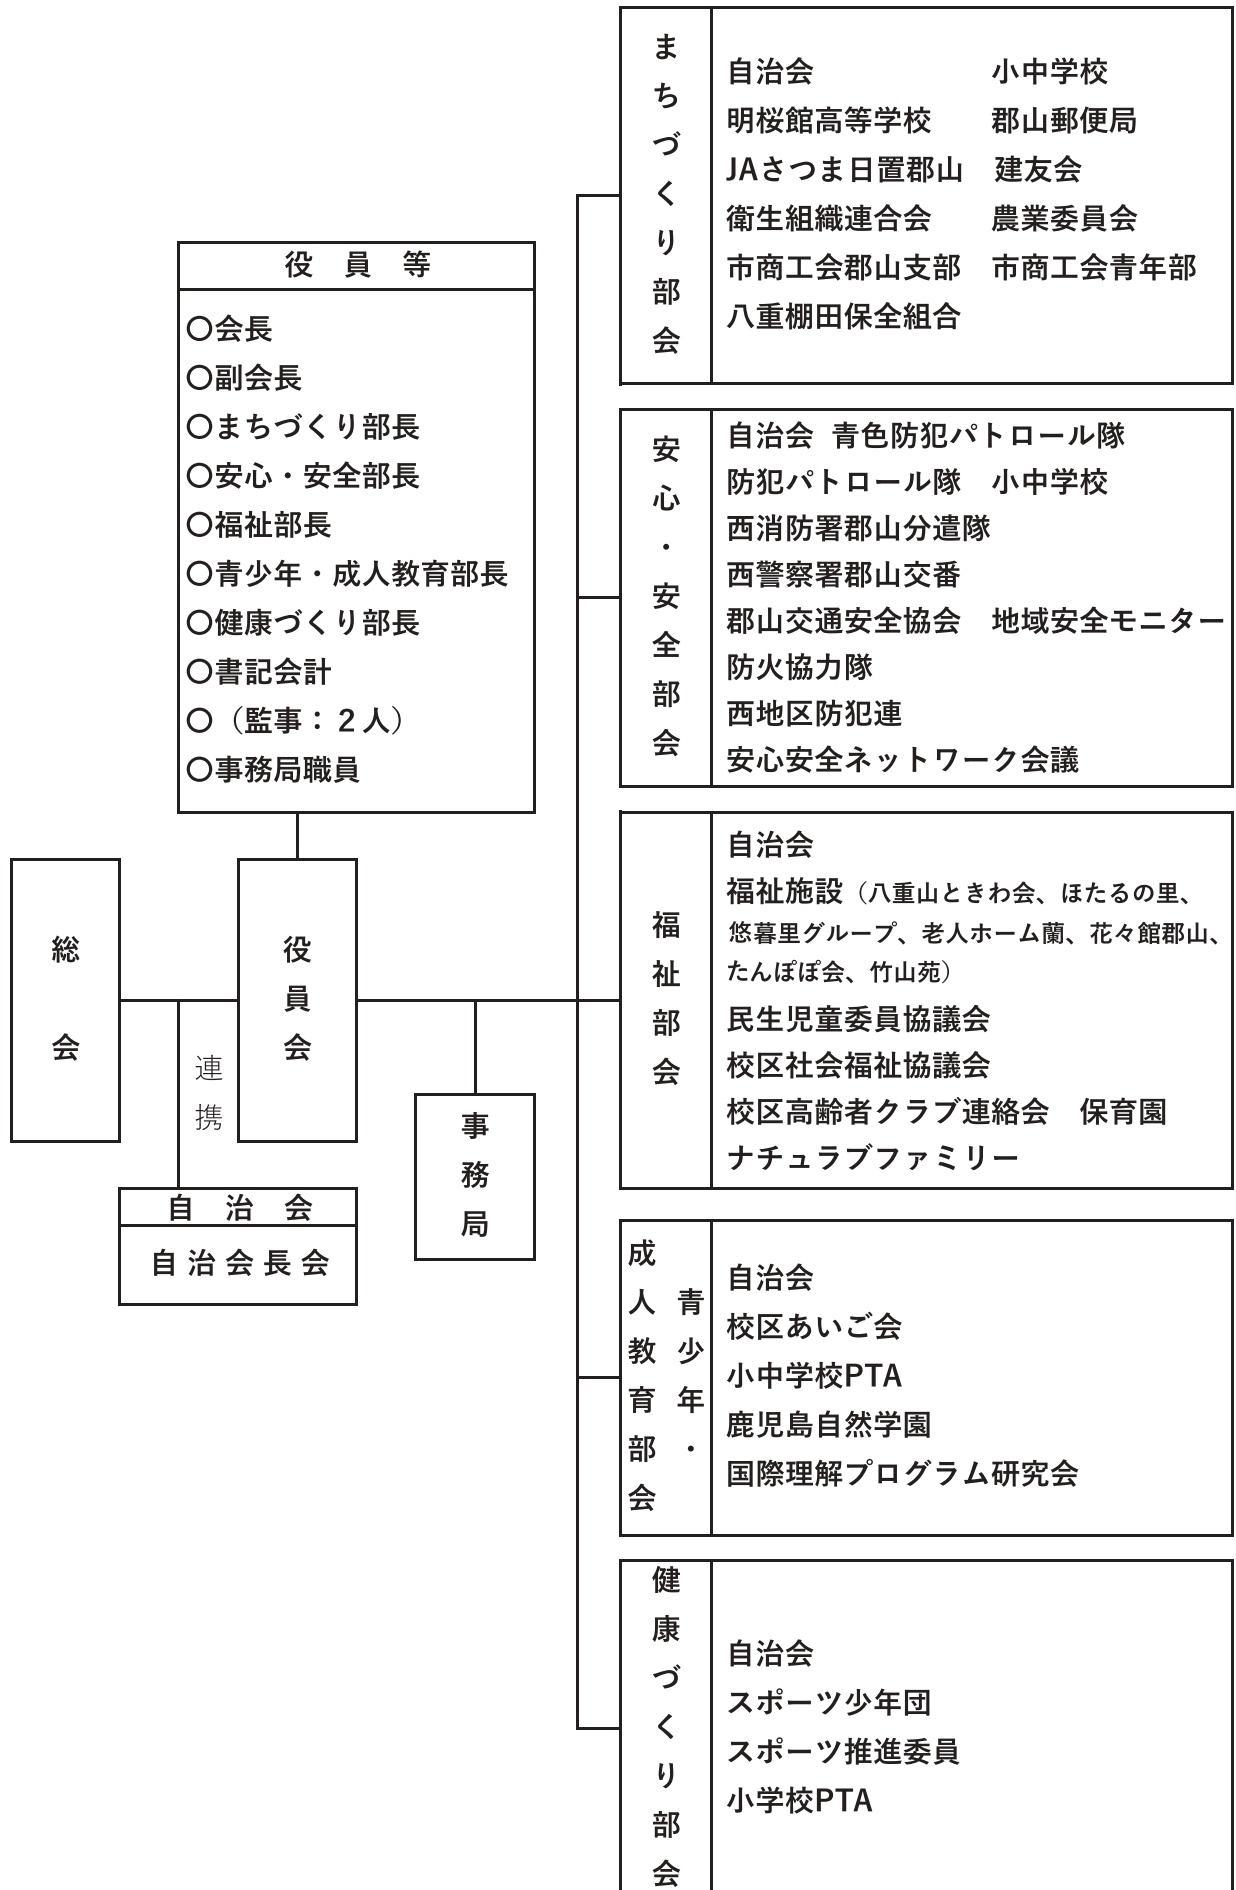 役　員　等
〇会長
〇副会長
〇まちづくり部長
〇安心・安全部長
〇福祉部長
〇青少年・成人教育部長
〇健康づくり部長
〇書記会計
〇（監事：２人）
〇事務局職員
総会
役員会
連携
自　治　会
自治会長会
事務局
まちづくり部会
自治会　小中学校
明桜館高等学校　郡山郵便局
JAさつま日置郡山　建友会
衛生組織連合会　農業委員会
市商工会郡山支部　市商工会青年部
八重棚田保全組合
安心・安全部会
自治会 青色防犯パトロール隊
防犯パトロール隊　小中学校
西消防署郡山分遣隊
西警察署郡山交番
郡山交通安全協会　地域安全モニター
防火協力隊
西地区防犯連
安心安全ネットワーク会議
福祉部会
自治会
福祉施設（八重山ときわ会、ほたるの里、
悠暮里グループ、老人ホーム蘭、花々館郡山、
たんぽぽ会、竹山苑）
民生児童委員協議会
校区社会福祉協議会
校区高齢者クラブ連絡会　保育園
ナチュラブファミリー
青少年・
成人教育部会
自治会
校区あいご会
小中学校PTA
鹿児島自然学園
国際理解プログラム研究会
健康づくり部会
自治会
スポーツ少年団
スポーツ推進委員
小学校PTA